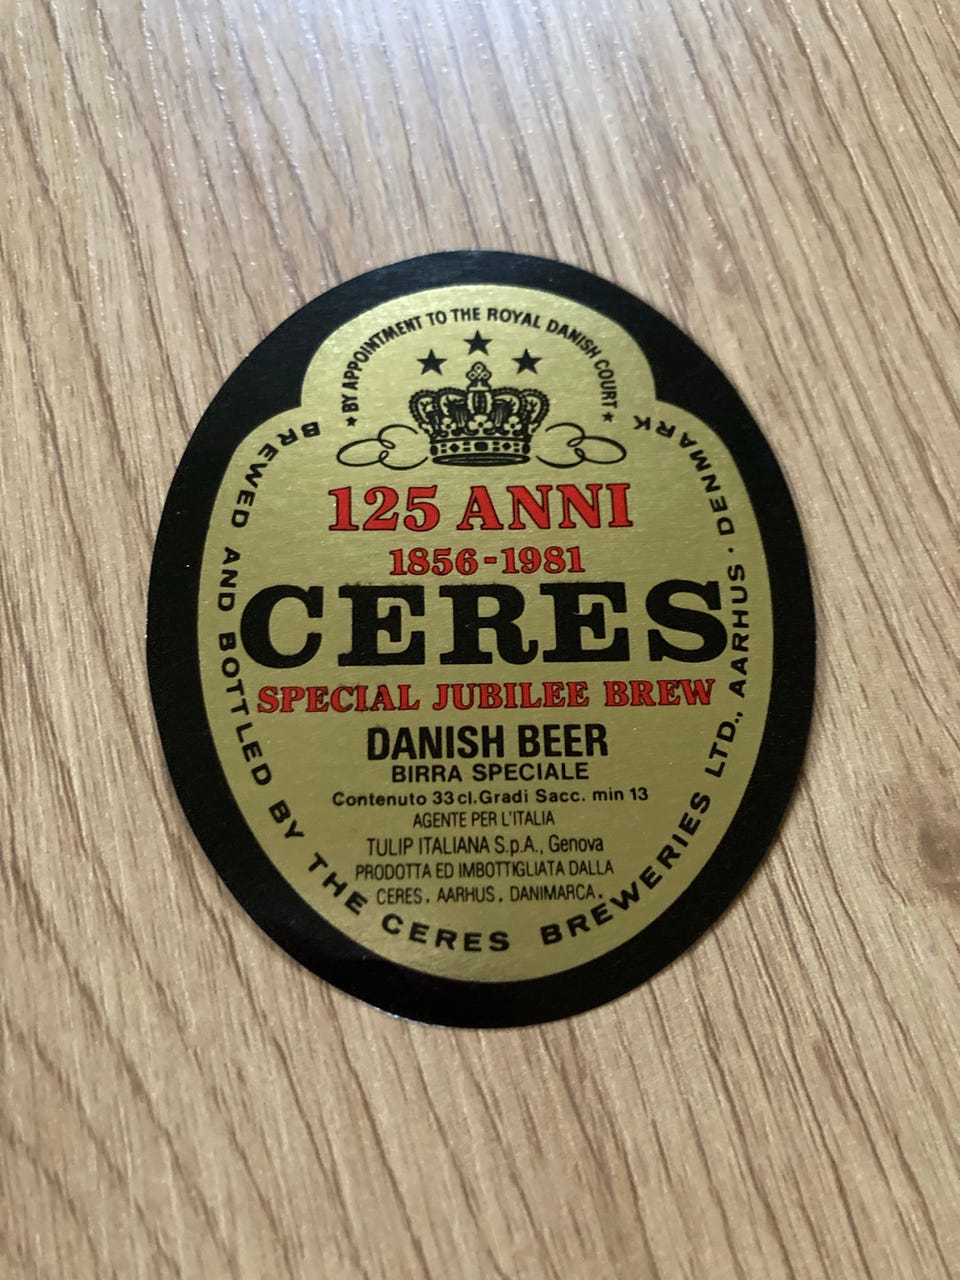 ★ BY APPOINTMENT TO THE ROYAL DANISH COURT ★
125 ANNI
1856-1981
CERES
SPECIAL JUBILEE BREW
DANISH BEER
BIRRA SPECIALE
Contenuto 33cl. Gradi Sacc. min 13
AGENTE PER L'ITALIA
TULIP ITALIANA S.p.A., Genova
PRODOTTA ED IMBOTTIGLIATA DALLA
CERES. AARHUS. DANIMARCA.
BREWED AND BOTTLED BY THE CERES BREWERIES LTD., AARHUS · DENMARK